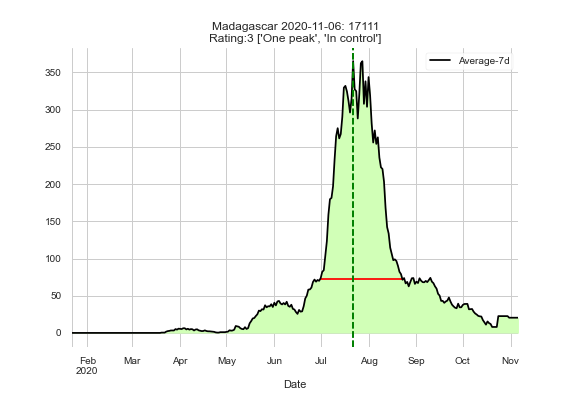 Madagascar 2020-11-06: 17111
Rating:3 ['One peak', 'In control']
Average-7d
350
300
250
200
150
100
50
0
Feb Mar Apr May Jun Jul Aug Sep Oct Nov
2020
Date